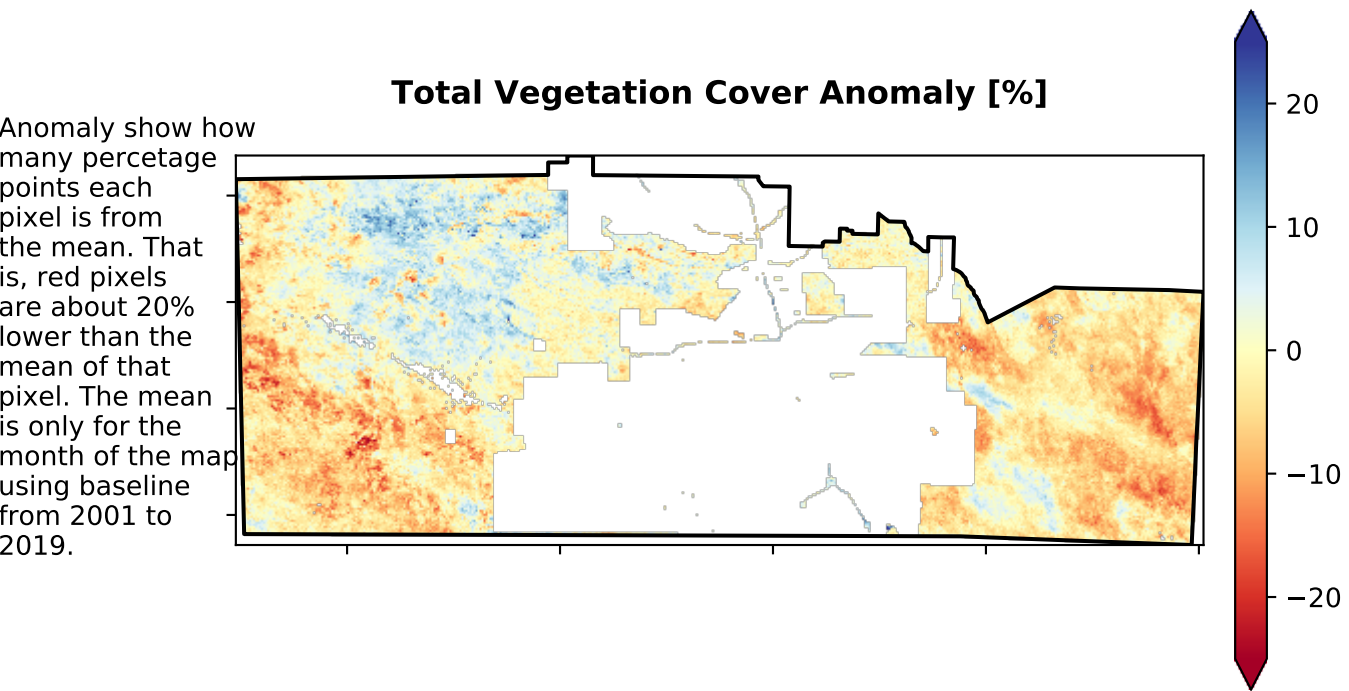 Total Vegetation Cover Anomaly [%]
Anomaly show how
many percetage
points each
pixel is from
the mean. That
is, red pixels
are about 20%
lower than the
mean of that
pixel. The mean
is only for the
month of the map
using baseline
from 2001 to
2019.
20
10
0
−10
−20